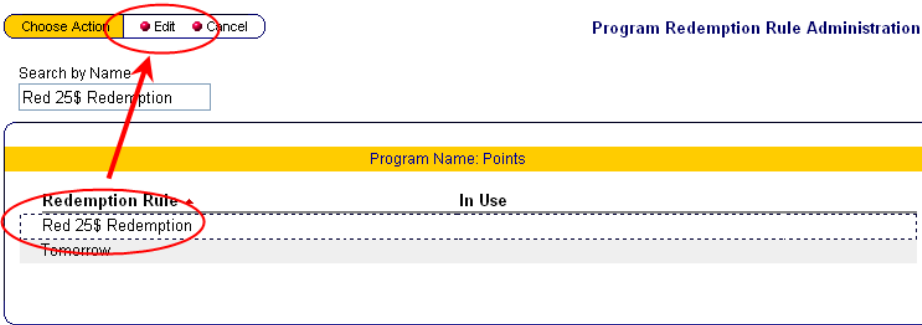 Choose Action Edit Cancel
Program Redemption Rule Administration
Search by Name
Red 25$ Redemption
Program Name: Points
Redemption Rule In Use
Red 25$ Redemption
Tomorrow